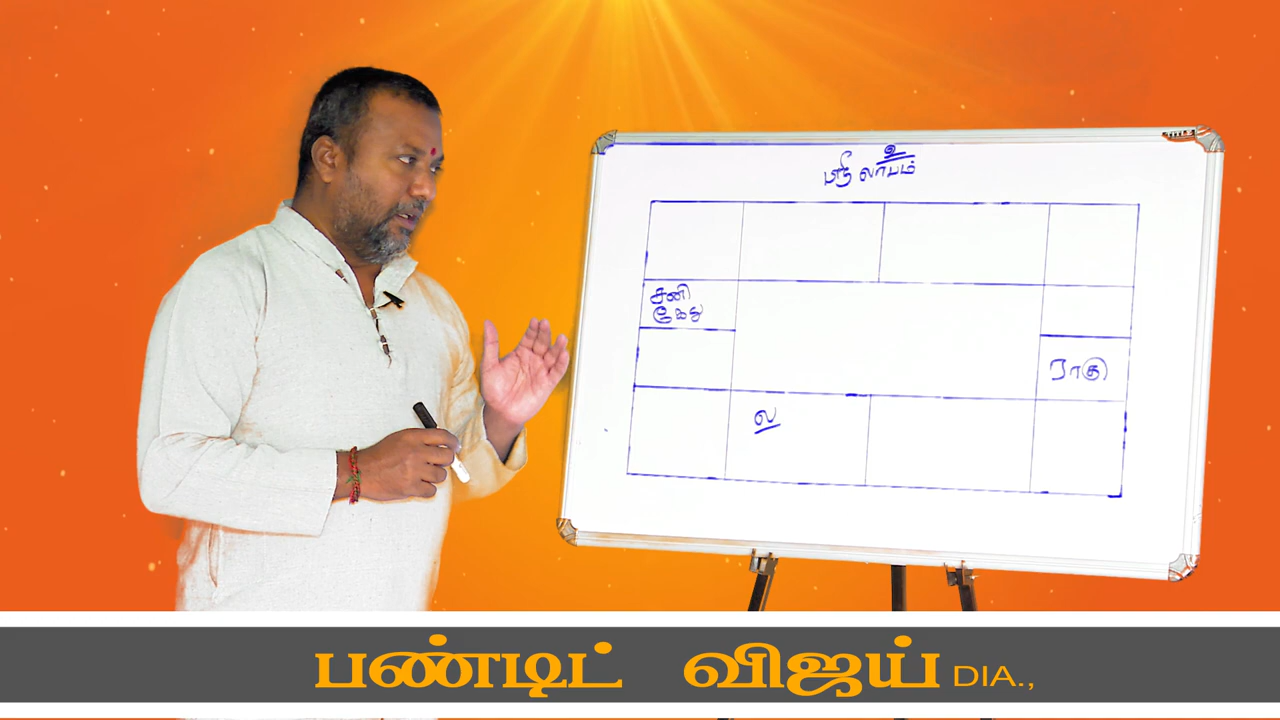 உ
ஸ்ரீ லாபம்
சனி
கேது
ராகு
ல
பண்டிட் விஜய் DIA.,